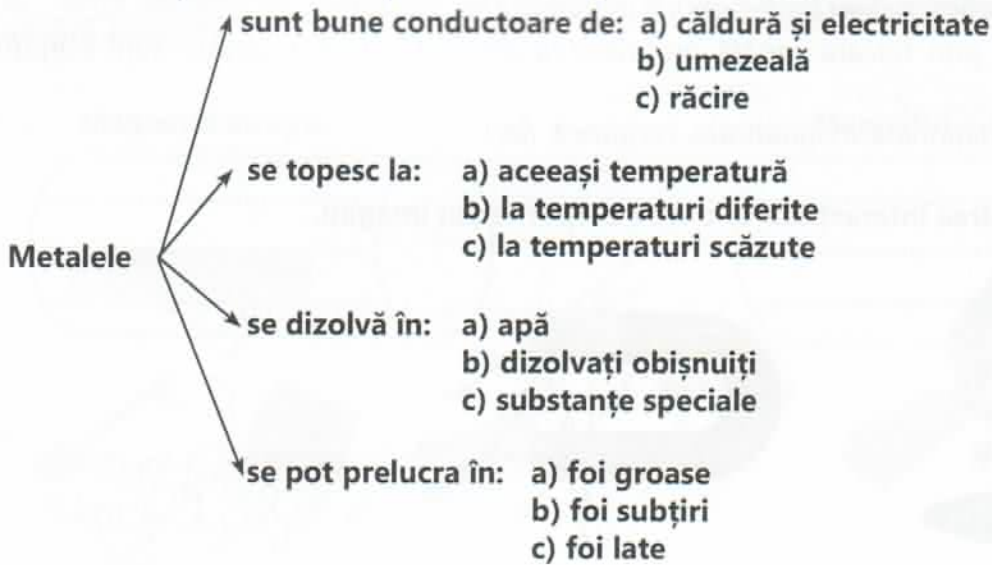 sunt bune conductoare de: a) căldură și electricitate
b) umezeală
c) răcire
se topesc la: a) aceeași temperatură
b) la temperaturi diferite
c) la temperaturi scăzute
Metalele
se dizolvă în: a) apă
b) dizolvați obișnuiți
c) substanțe speciale
se pot prelucra în: a) foi groase
b) foi subțiri
c) foi late